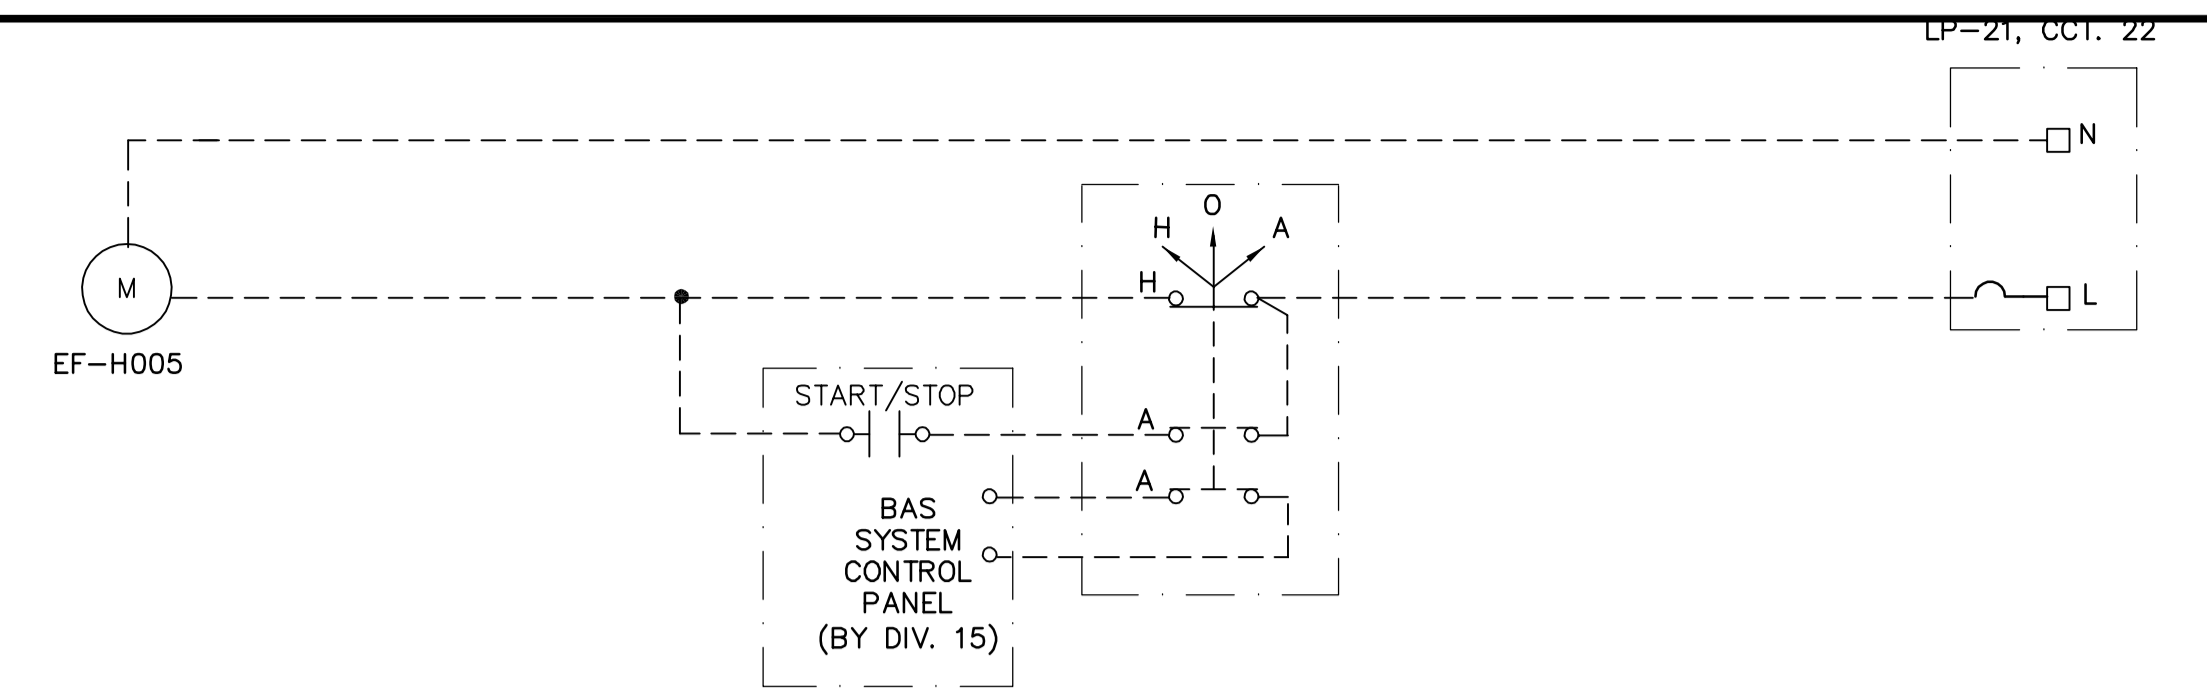 LP-21, CCT. 22
N
O
H A
H
M
L
EF-H005
START/STOP
A
A
BAS
SYSTEM
CONTROL
PANEL
(BY DIV. 15)